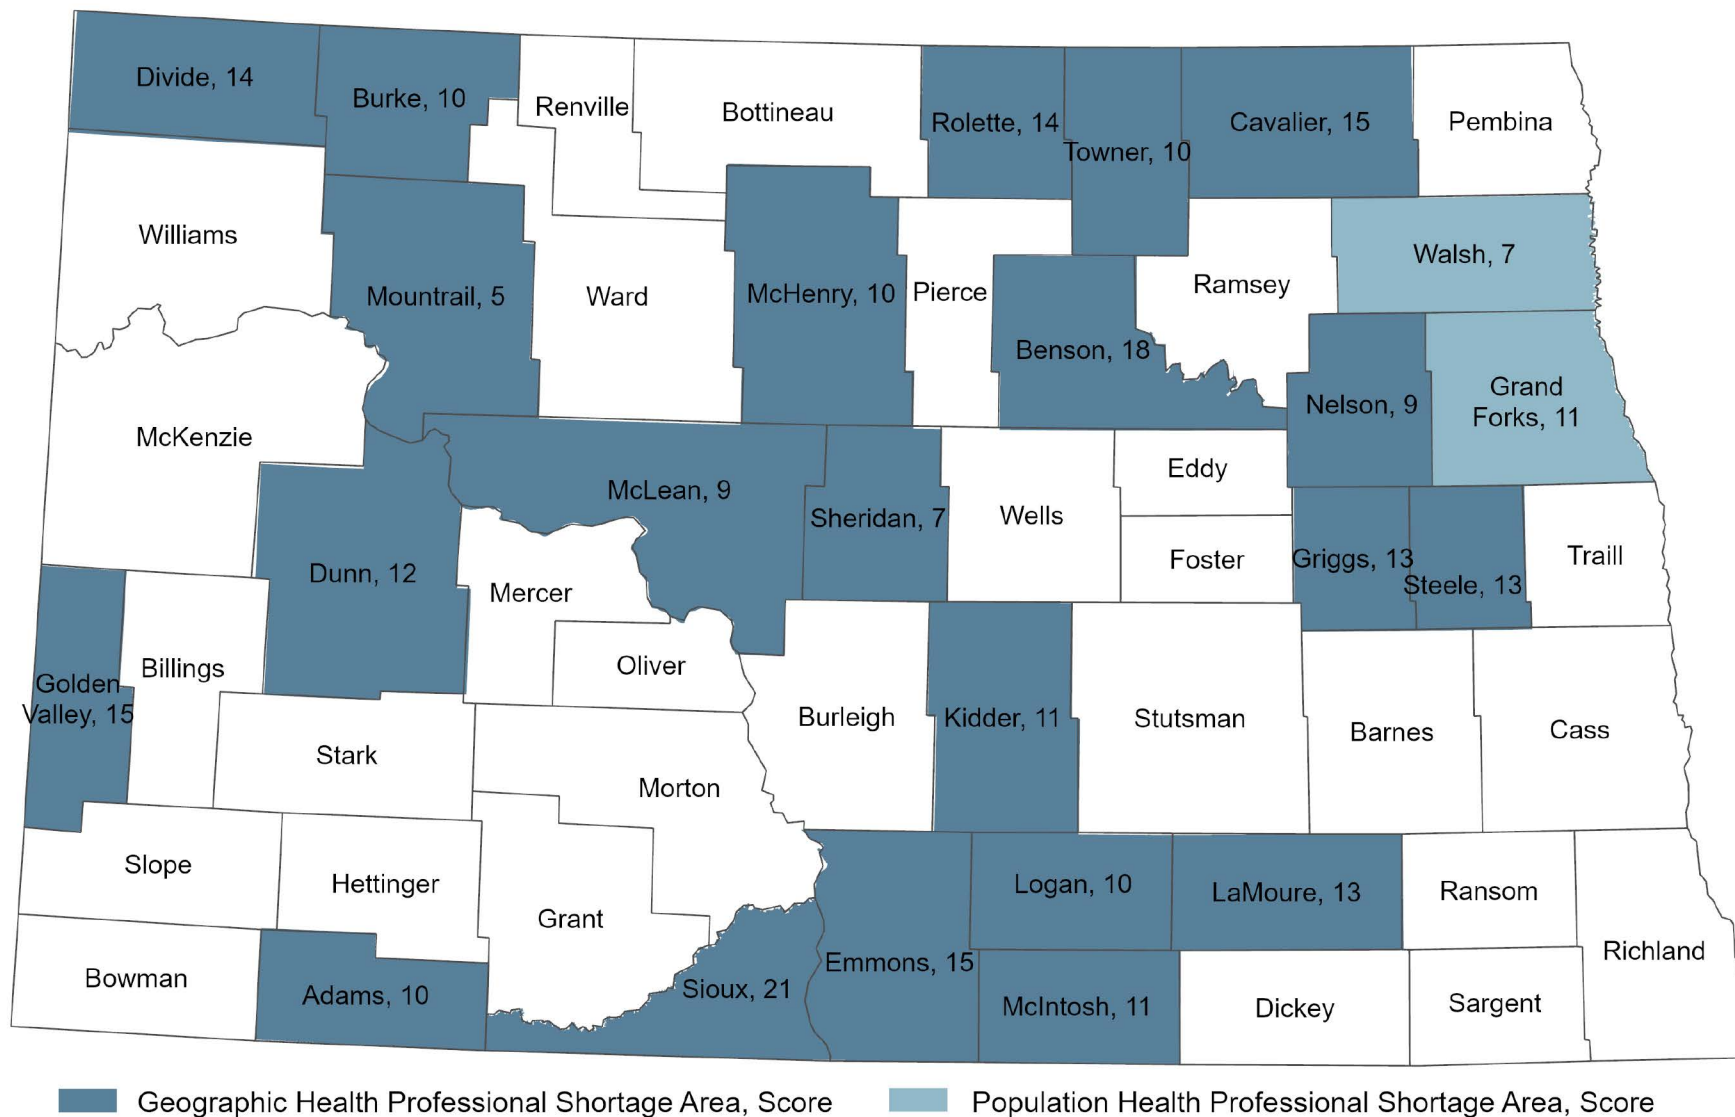 Divide, 14
Burke, 10
Renville
Bottineau
Rolette, 14
Towner, 10
Cavalier, 15
Pembina
Williams
Mountrail, 5
Ward
McHenry, 10
Pierce
Benson, 18
Ramsey
Walsh, 7
Nelson, 9
Grand
Forks, 11
McKenzie
Dunn, 12
McLean, 9
Sheridan, 7
Wells
Eddy
Foster
Griggs, 13
Steele, 13
Traill
Golden
Valley, 15
Billings
Mercer
Oliver
Burleigh
Kidder, 11
Stutsman
Barnes
Cass
Stark
Morton
Slope
Hettinger
Grant
Bowman
Adams, 10
Sioux, 21
Emmons, 15
Logan, 10
LaMoure, 13
McIntosh, 11
Dickey
Ransom
Sargent
Richland
Geographic Health Professional Shortage Area, Score
Population Health Professional Shortage Area, Score